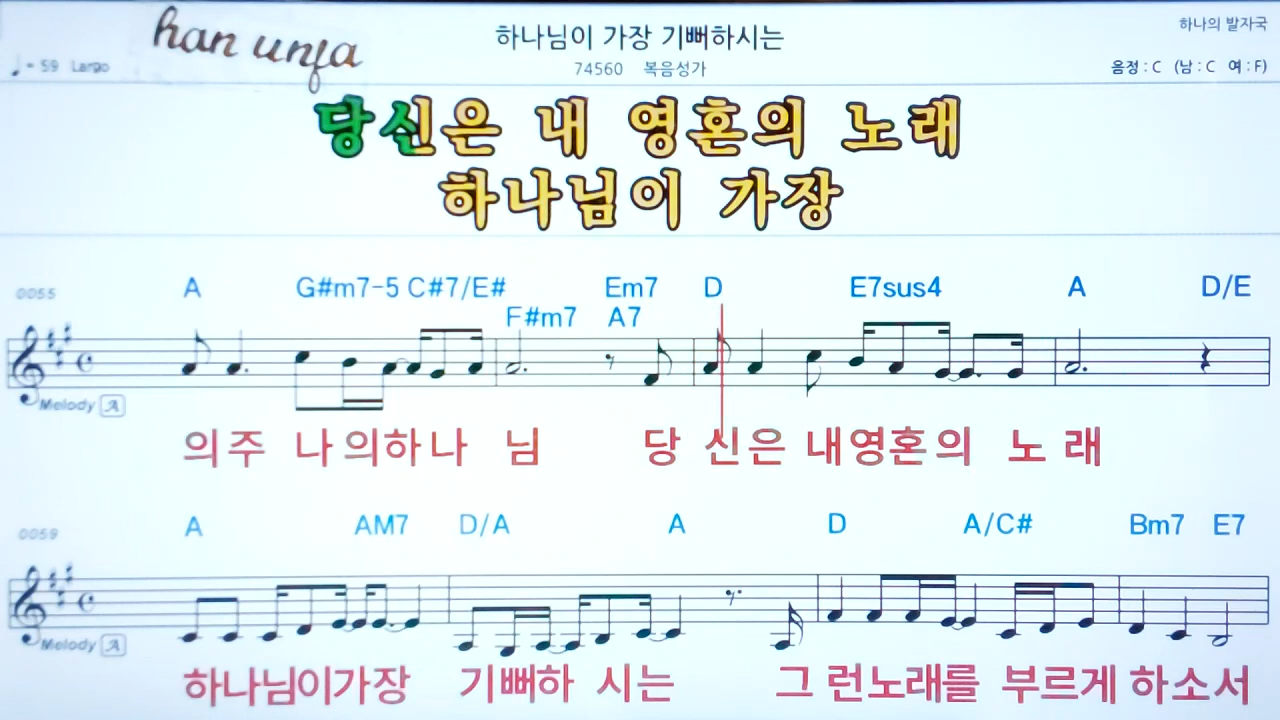 han unja
하나님이 가장 기뻐하시는
하나의 발자국
♩= 59 Largo
74560 복음성가
음정 : C (남 : C 여 : F)
당신은 내 영혼의 노래
하나님이 가장
0055 A G#m7-5 C#7/E# Em7 D E7sus4 A D/E
F#m7 A7
Melody A
의주 나의하나 님 당 신은 내영혼의 노 래
0059 A AM7 D/A A D A/C# Bm7 E7
Melody A
하나님이가장 기뻐하 시는 그 런노래를 부르게 하소서